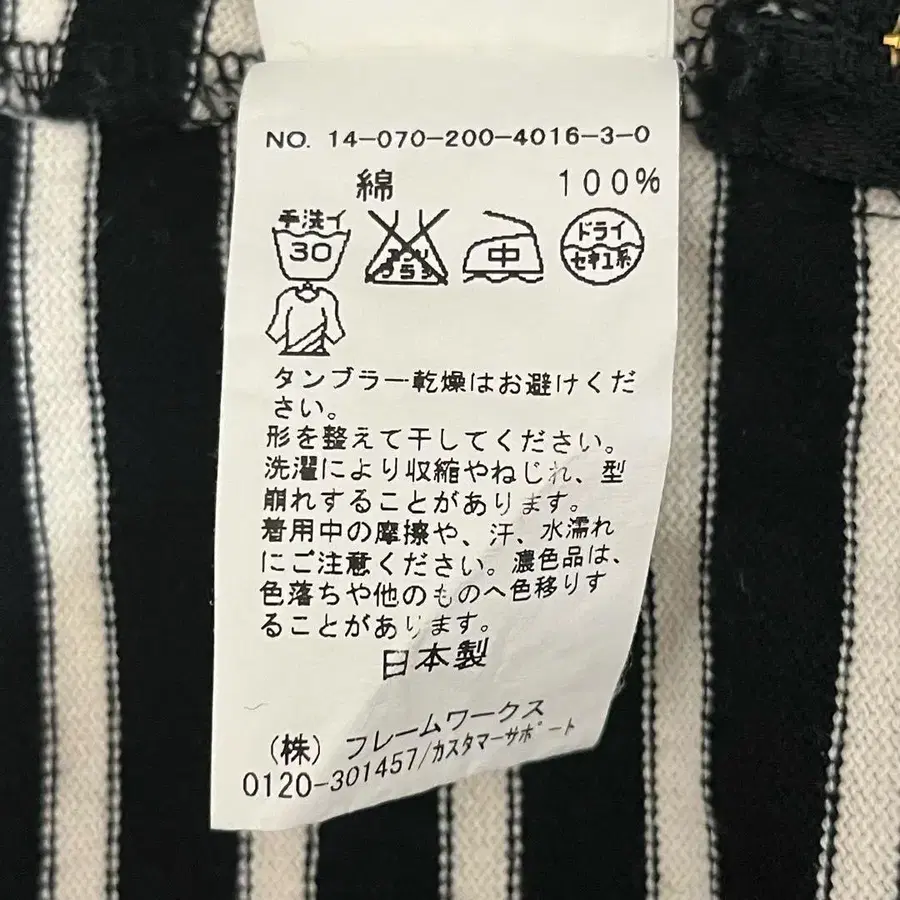 NO. 14-070-200-4016-3-0
綿 100%
手洗イ
30
エンソ
サラシ
中
ドライ
セキユ系
タンブラー乾燥はお避けくだ
さい。
形を整えて干してください。
洗濯により収縮やねじれ、型
崩れすることがあります。
着用中の摩擦や、汗、水濡れ
にご注意ください。濃色品は、
色落ちや他のものへ色移りす
ることがあります。
日本製
(株) フレームワークス
0120-301457/カスタマーサポート